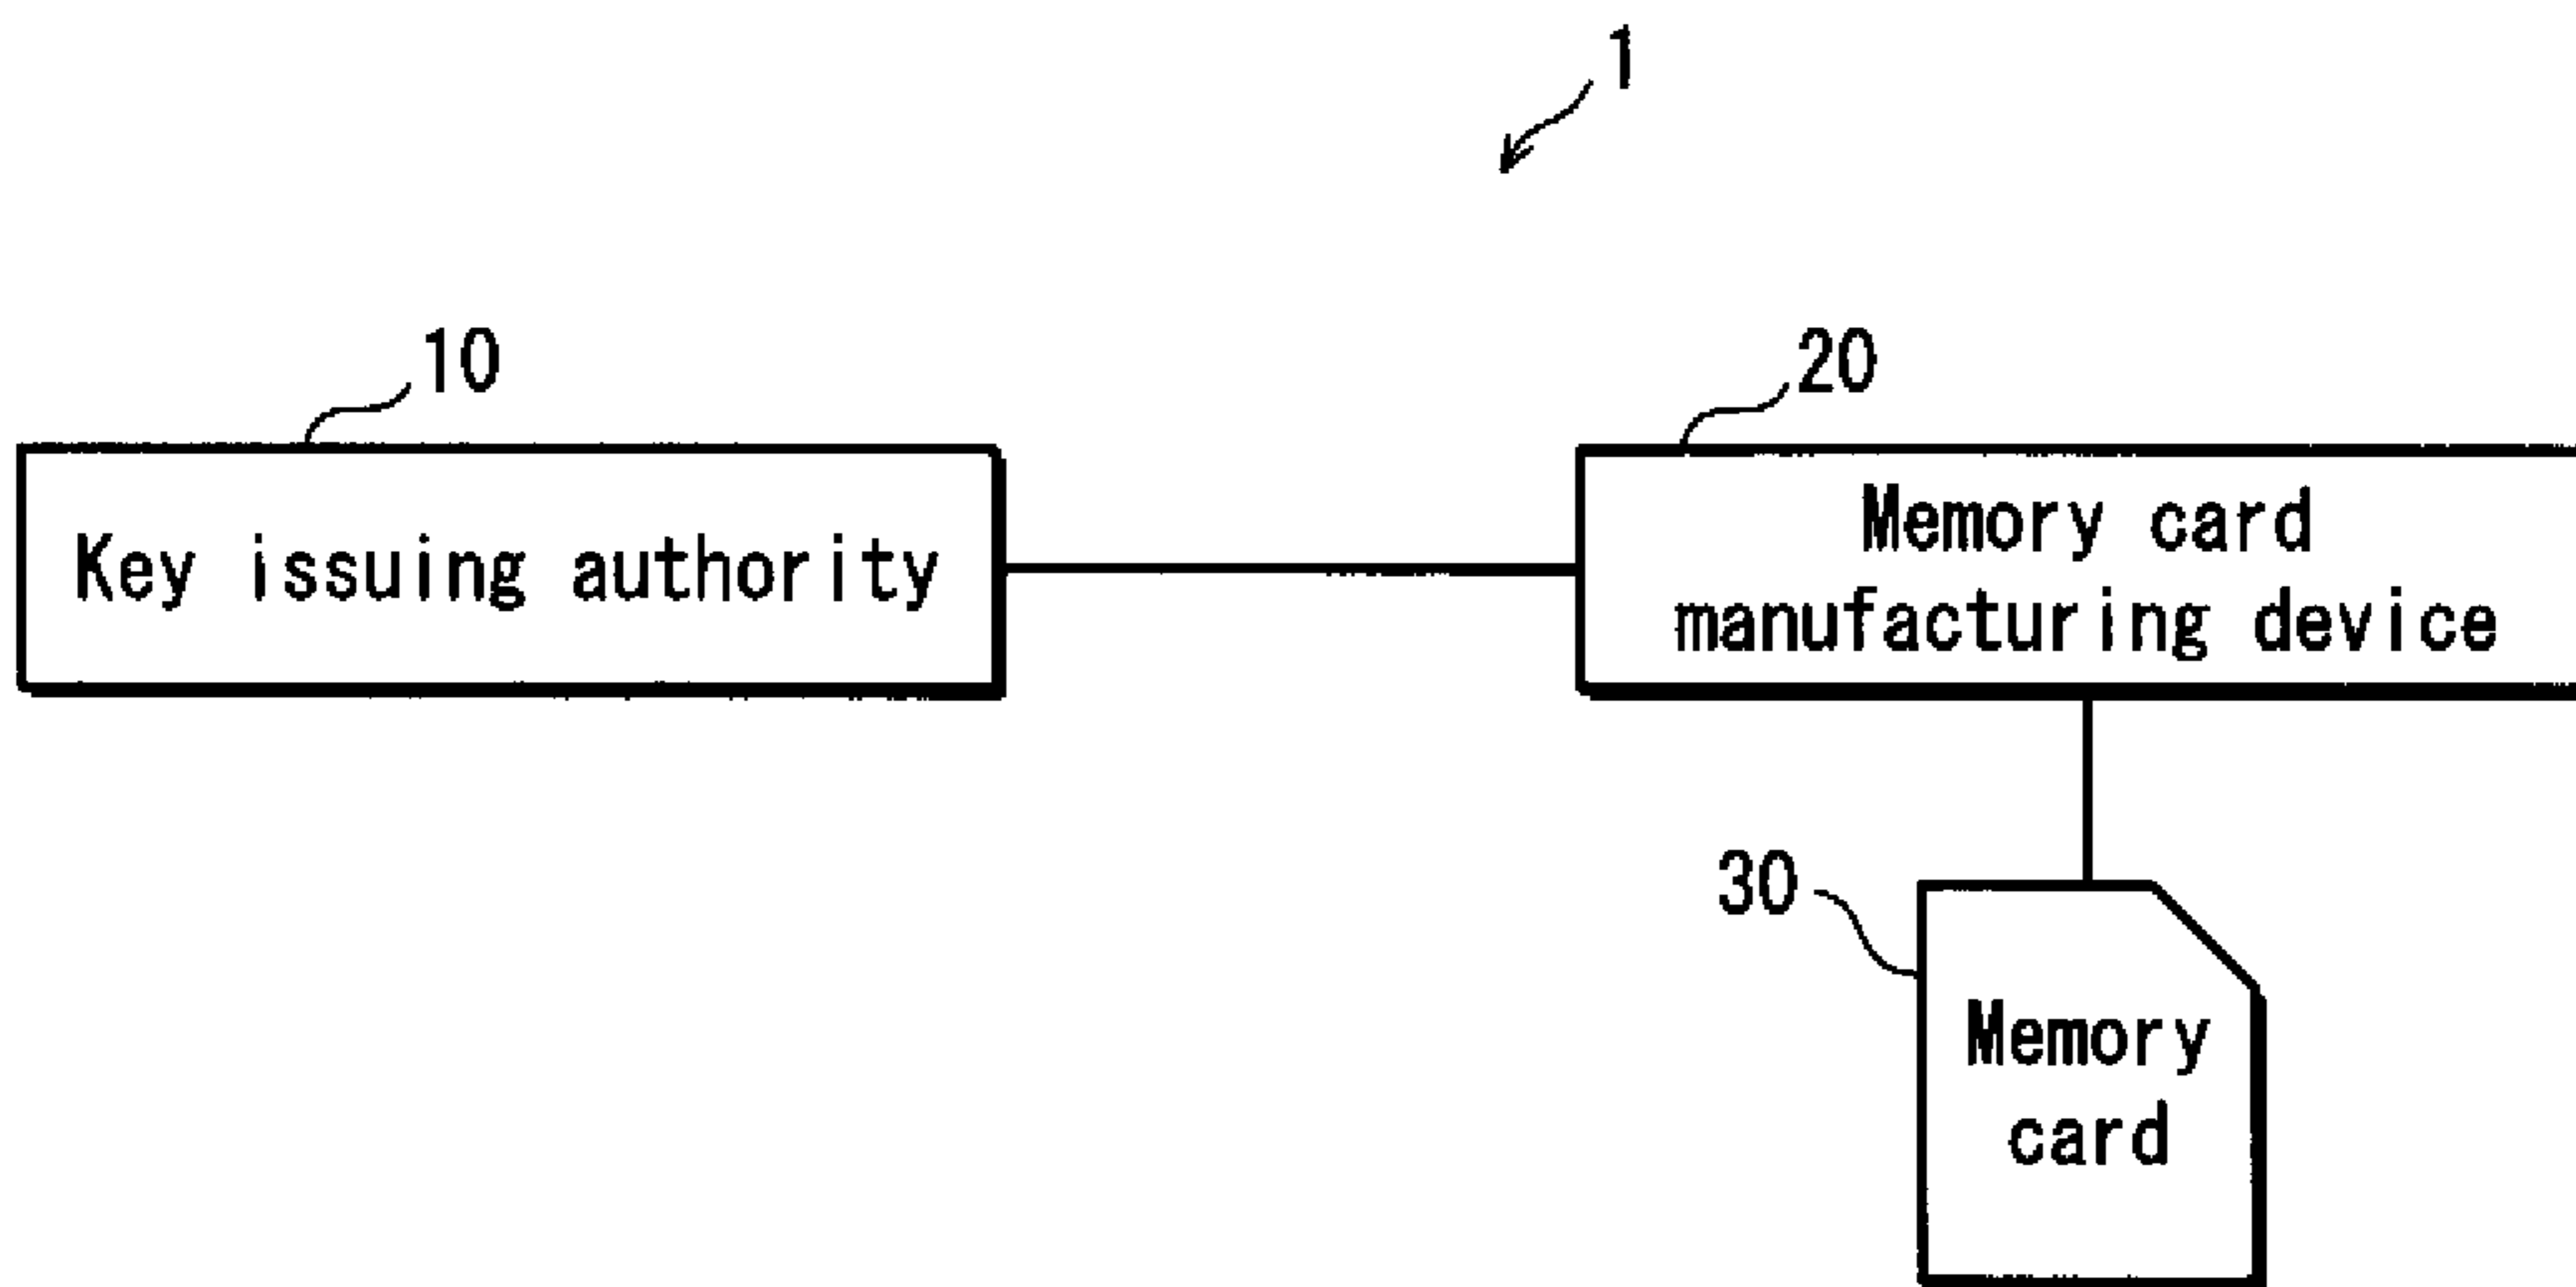 1
10
20
Key issuing authority
Memory card
manufacturing device
30
Memory
card